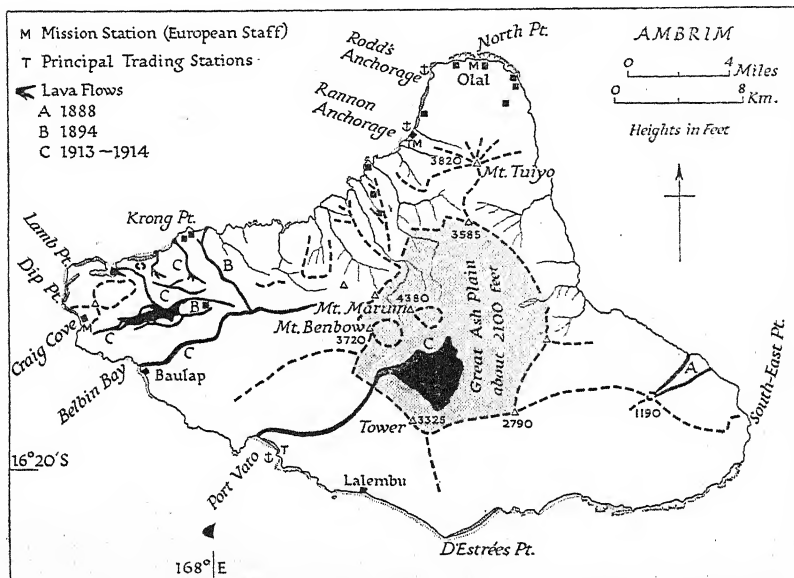 M Mission Station (European Staff)
T Principal Trading Stations
Lava Flows
A 1888
B 1894
C 1913–1914
AMBRIM
0 4 Miles
0 8 Km.
Heights in Feet
North Pt.
Rodd's Anchorage
M
Olal
Rannon Anchorage
TM
3820
Mt. Tuiyo
3585
Krong Pt.
Lamb Pt.
Dip Pt.
C
B
C
B
C
C
M
Craig Cove
Mt. Marum
4380
Mt. Benbow
3720
Great Ash Plain about 2100 feet
C
Belbin Bay
Baulap
A
South-East Pt.
1190
Tower
3325
2790
16°20'S
Port Vato
T
Lalembu
D'Estrées Pt.
168° E